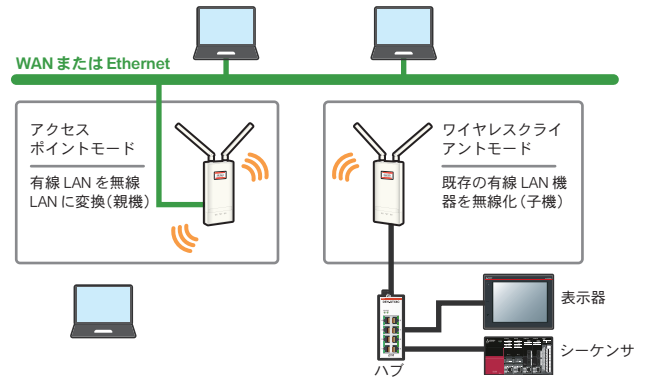 WANまたはEthernet
アクセス
ポイントモード
有線LANを無線
LANに変換(親機)
ワイヤレスクライ
アントモード
既存の有線LAN機
器を無線化(子機)
表示器
シーケンサ
ハブ